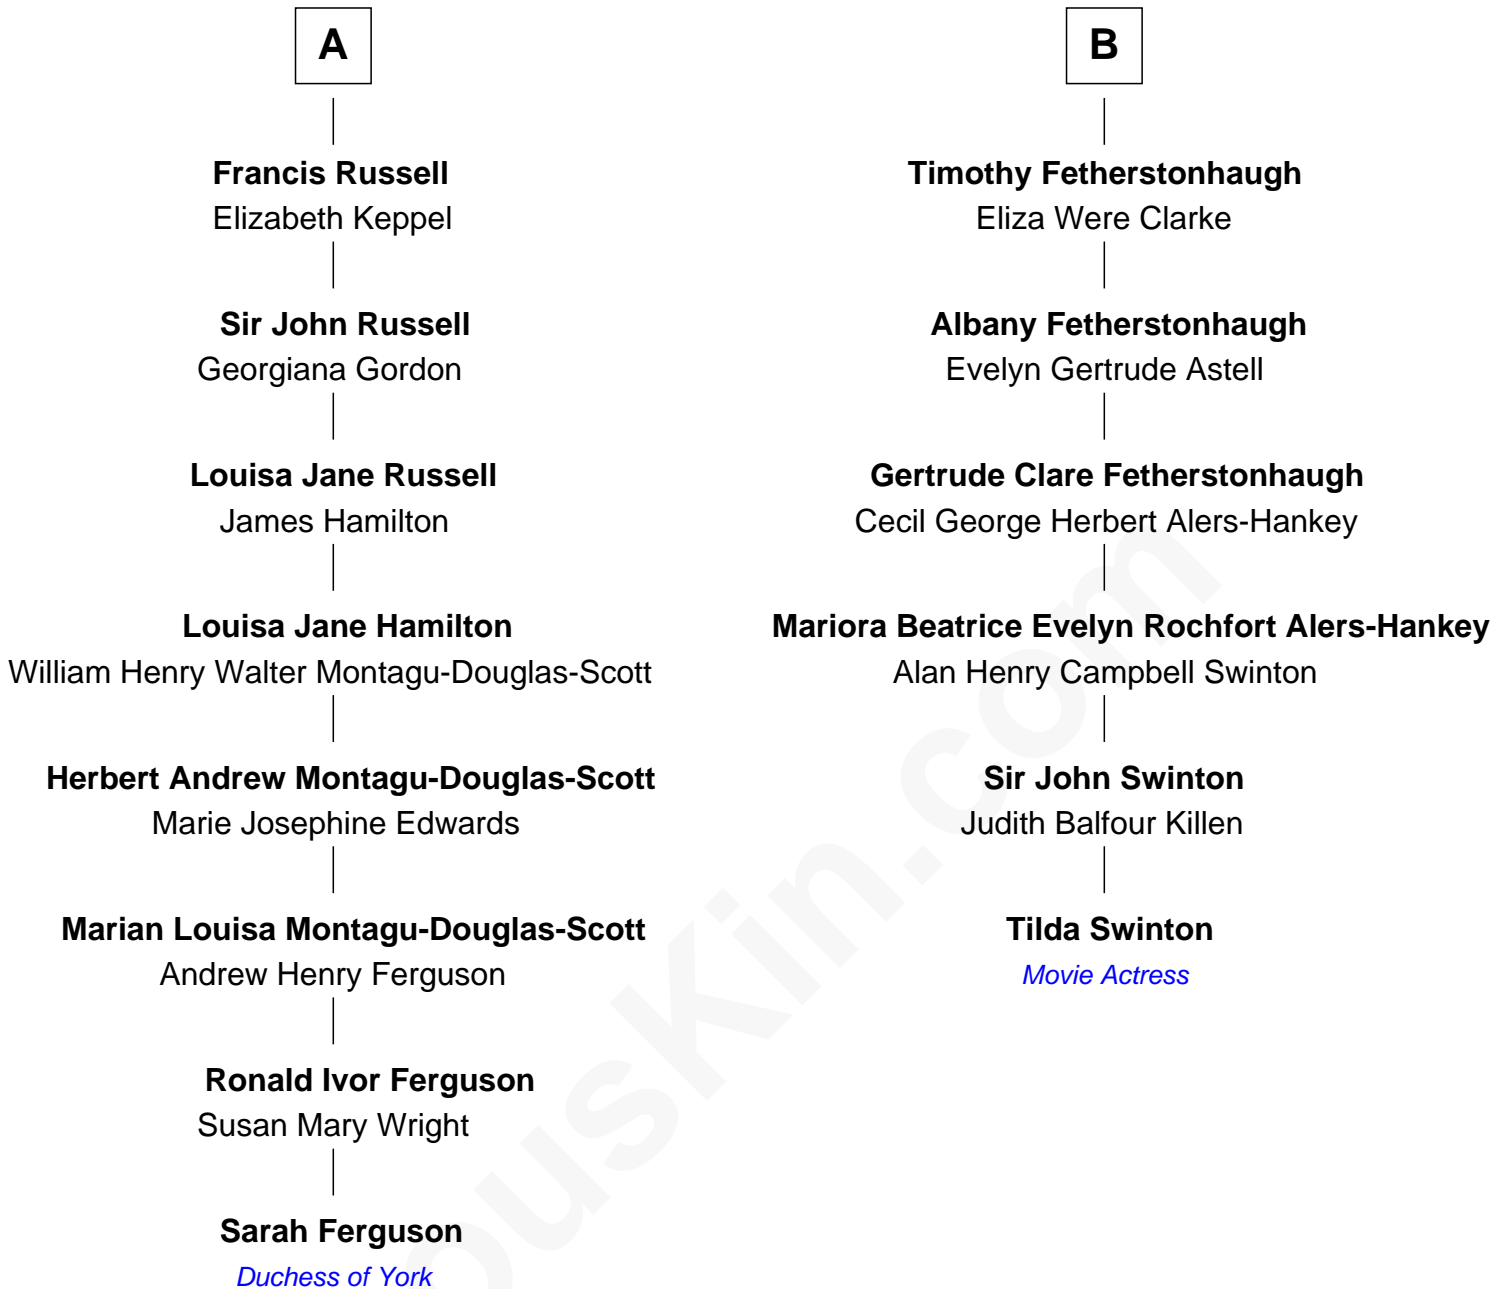 A
Francis Russell
Elizabeth Keppel
Sir John Russell
Georgiana Gordon
Louisa Jane Russell
James Hamilton
Louisa Jane Hamilton
William Henry Walter Montagu-Douglas-Scott
Herbert Andrew Montagu-Douglas-Scott
Marie Josephine Edwards
Marian Louisa Montagu-Douglas-Scott
Andrew Henry Ferguson
Ronald Ivor Ferguson
Susan Mary Wright
Sarah Ferguson
Duchess of York
B
Timothy Fetherstonhaugh
Eliza Were Clarke
Albany Fetherstonhaugh
Evelyn Gertrude Astell
Gertrude Clare Fetherstonhaugh
Cecil George Herbert Alers-Hankey
Mariora Beatrice Evelyn Rochfort Alers-Hankey
Alan Henry Campbell Swinton
Sir John Swinton
Judith Balfour Killen
Tilda Swinton
Movie Actress
ousKin.com